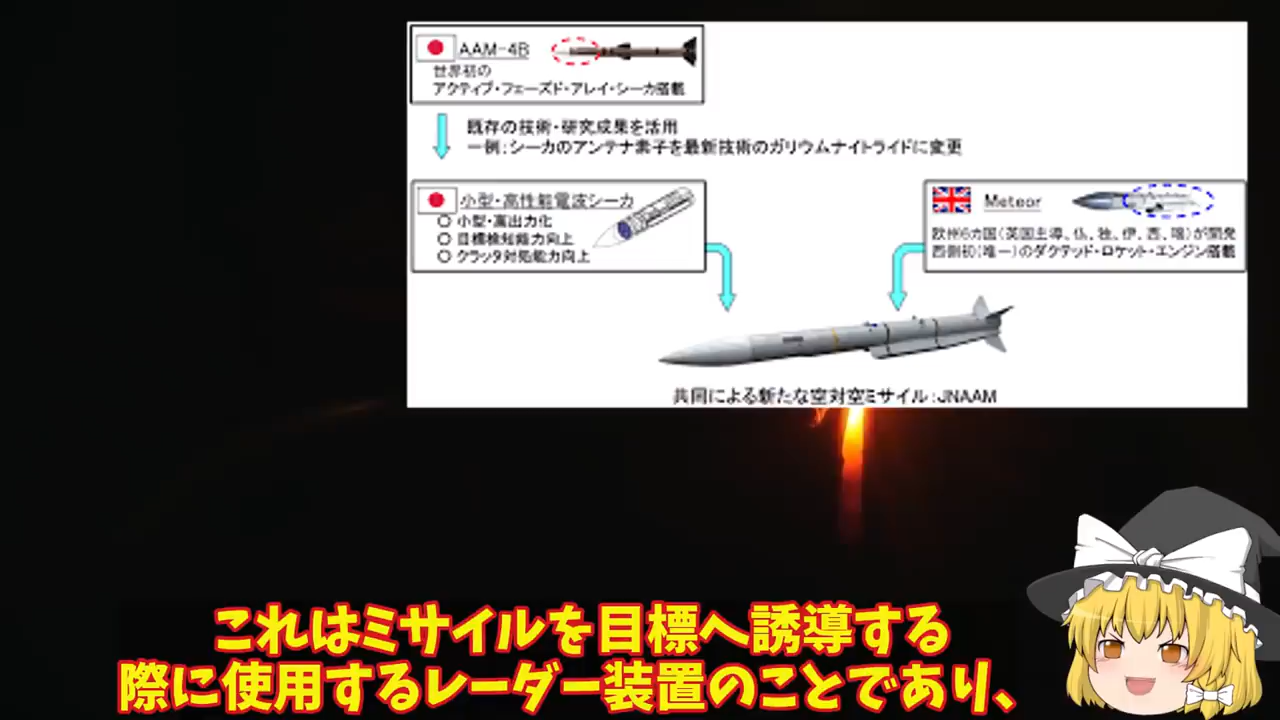 AAM-4B
世界初の
アクティブ・フェーズド・アレイ・シーカ搭載
既存の技術・研究成果を活用
一例：シーカのアンテナ素子を最新技術のガリウムナイトライドに変更
小型・高性能電波シーカ
○ 小型・高出力化
○ 目標検知能力向上
○ クラッタ対処能力向上
Meteor
欧州6カ国（英国主導、仏、独、伊、西、瑞）が開発
西側初（唯一）のダクテッド・ロケット・エンジン搭載
共同による新たな空対空ミサイル：JNAAM
これはミサイルを目標へ誘導する
際に使用するレーダー装置のことであり、